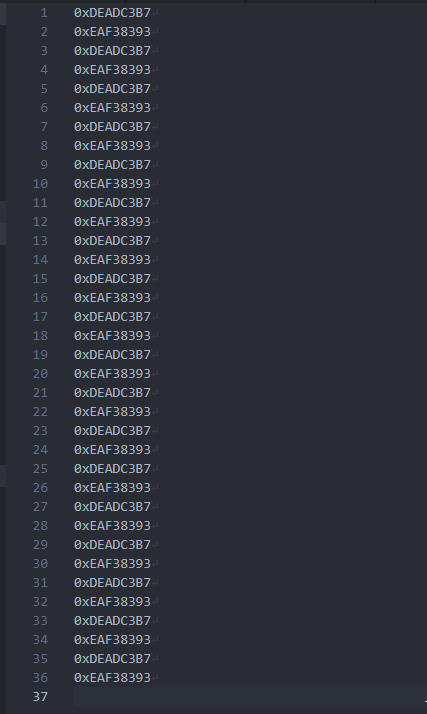 1 0xDEADC3B7
2 0xEAF38393
3 0xDEADC3B7
4 0xEAF38393
5 0xDEADC3B7
6 0xEAF38393
7 0xDEADC3B7
8 0xEAF38393
9 0xDEADC3B7
10 0xEAF38393
11 0xDEADC3B7
12 0xEAF38393
13 0xDEADC3B7
14 0xEAF38393
15 0xDEADC3B7
16 0xEAF38393
17 0xDEADC3B7
18 0xEAF38393
19 0xDEADC3B7
20 0xEAF38393
21 0xDEADC3B7
22 0xEAF38393
23 0xDEADC3B7
24 0xEAF38393
25 0xDEADC3B7
26 0xEAF38393
27 0xDEADC3B7
28 0xEAF38393
29 0xDEADC3B7
30 0xEAF38393
31 0xDEADC3B7
32 0xEAF38393
33 0xDEADC3B7
34 0xEAF38393
35 0xDEADC3B7
36 0xEAF38393
37